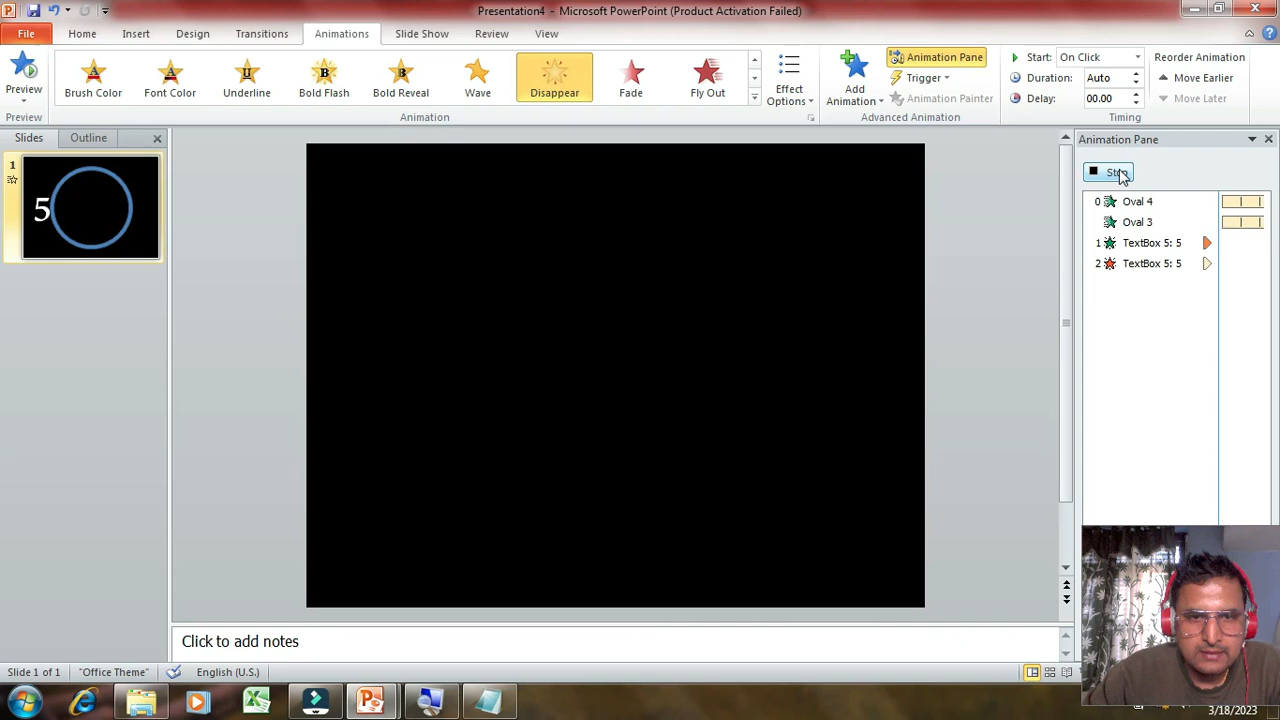 Presentation4 - Microsoft PowerPoint (Product Activation Failed)
File Home Insert Design Transitions Animations Slide Show Review View
Preview
Brush Color
Font Color
Underline
Bold Flash
Bold Reveal
Wave
Disappear
Fade
Fly Out
Effect
Options
Add
Animation
Animation Pane
Trigger
Animation Painter
Start: On Click
Duration: Auto
Delay: 00.00
Reorder Animation
Move Earlier
Move Later
Preview
Animation
Advanced Animation
Timing
Slides
Outline
1
5
Animation Pane
0 Oval 4
Oval 3
1 TextBox 5: 5
2 TextBox 5: 5
Click to add notes
Slide 1 of 1
"Office Theme"
English (U.S.)
3/18/2023